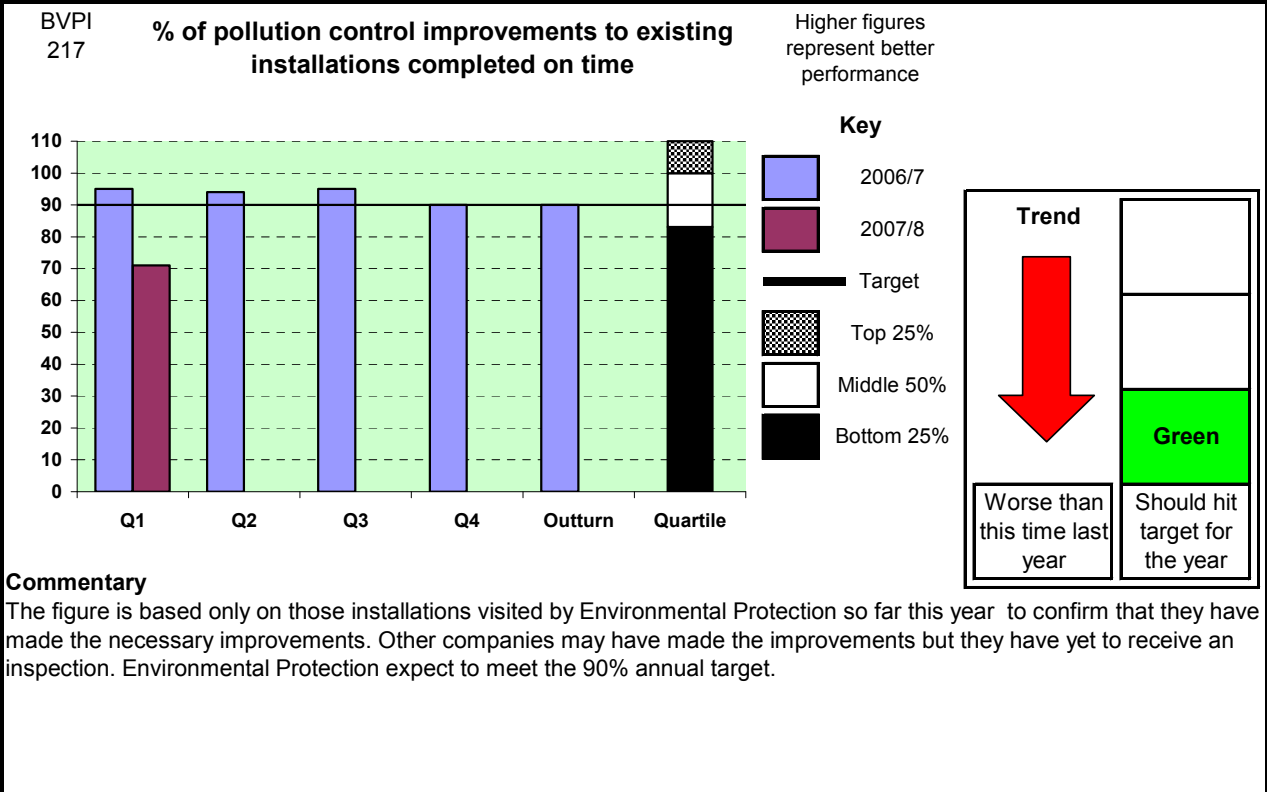 BVPI
217
% of pollution control improvements to existing
installations completed on time
Higher figures
represent better
performance
110
100
90
80
70
60
50
40
30
20
10
0
Q1
Q2
Q3
Q4
Outturn
Quartile
Key
2006/7
2007/8
Target
Top 25%
Middle 50%
Bottom 25%
Trend
Green
Worse than
this time last
year
Should hit
target for
the year
Commentary
The figure is based only on those installations visited by Environmental Protection so far this year  to confirm that they have
made the necessary improvements. Other companies may have made the improvements but they have yet to receive an
inspection. Environmental Protection expect to meet the 90% annual target.